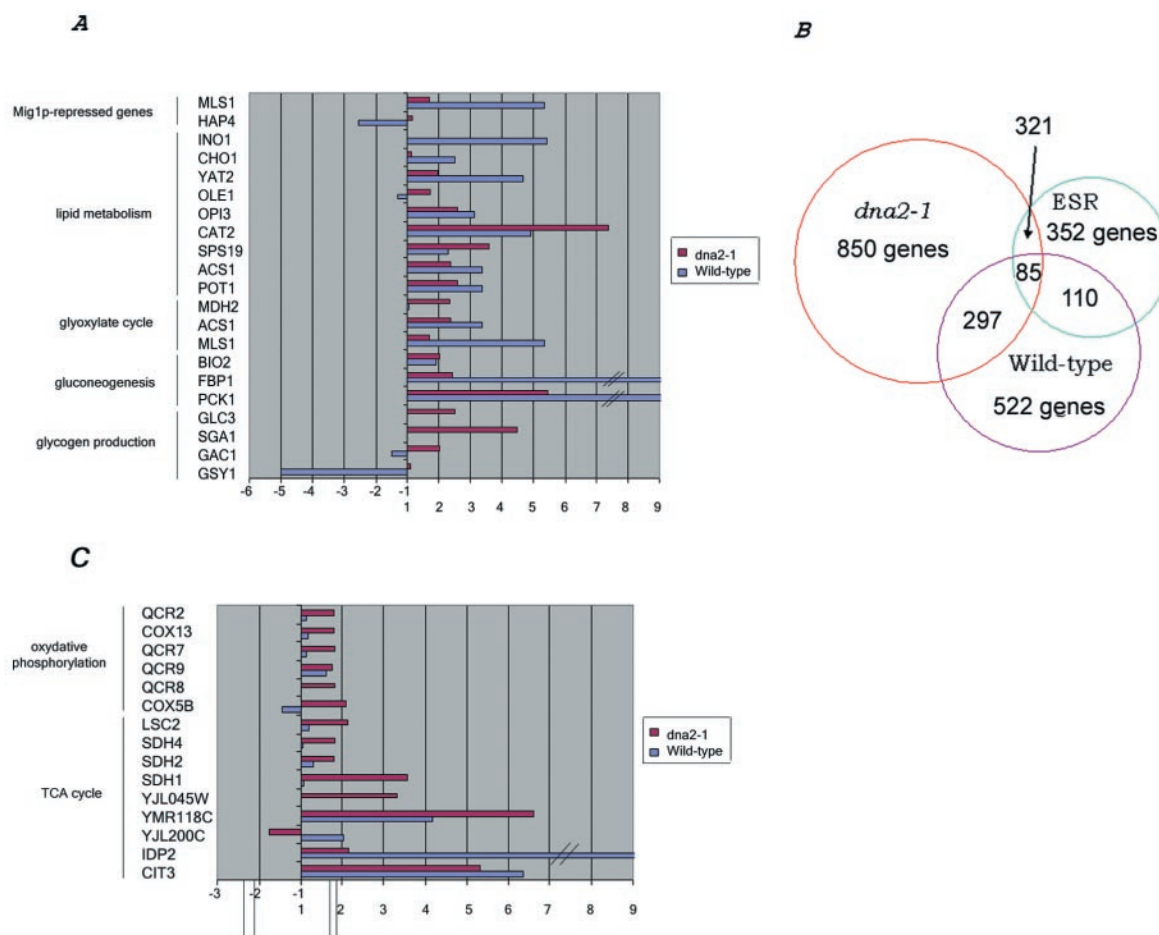 A
Mig1p-repressed genes
MLS1
HAP4
lipid metabolism
INO1
CHO1
YAT2
OLE1
OPI3
CAT2
SPS19
ACS1
POT1
glyoxylate cycle
MDH2
ACS1
MLS1
gluconeogenesis
BIO2
FBP1
PCK1
glycogen production
GLC3
SGA1
GAC1
GSY1
dna2-1
Wild-type
-6 -5 -4 -3 -2 -1
1 2 3 4 5 6 7 8 9
B
321
dna2-1
850 genes
ESR
352 genes
85
110
297
Wild-type
522 genes
C
oxydative
phosphorylation
QCR2
COX13
QCR7
QCR9
QCR8
COX5B
TCA cycle
LSC2
SDH4
SDH2
SDH1
YJL045W
YMR118C
YJL200C
IDP2
CIT3
dna2-1
Wild-type
-3 -2 -1
1 2 3 4 5 6 7 8 9